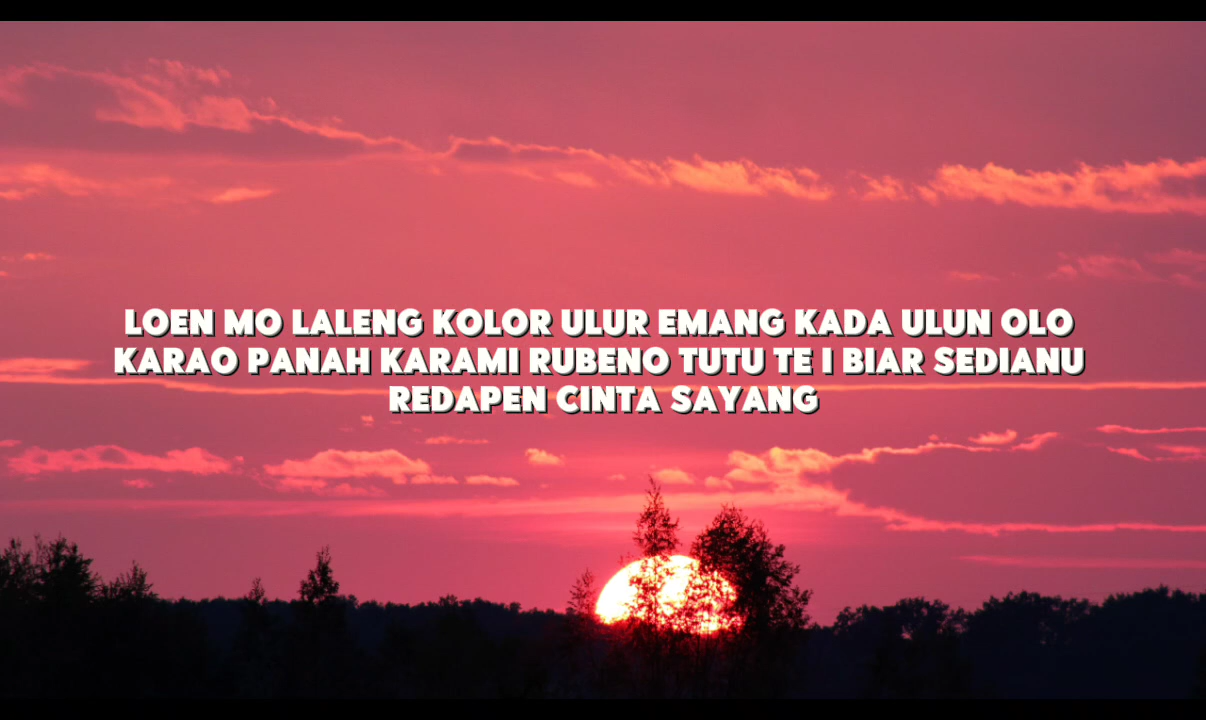 LOEN MO LALENG KOLOR ULUR EMANG KADA ULUN OLO
KARAO PANAH KARAMI RUBENO TUTU TE I BIAR SEDIANU
REDAPEN CINTA SAYANG